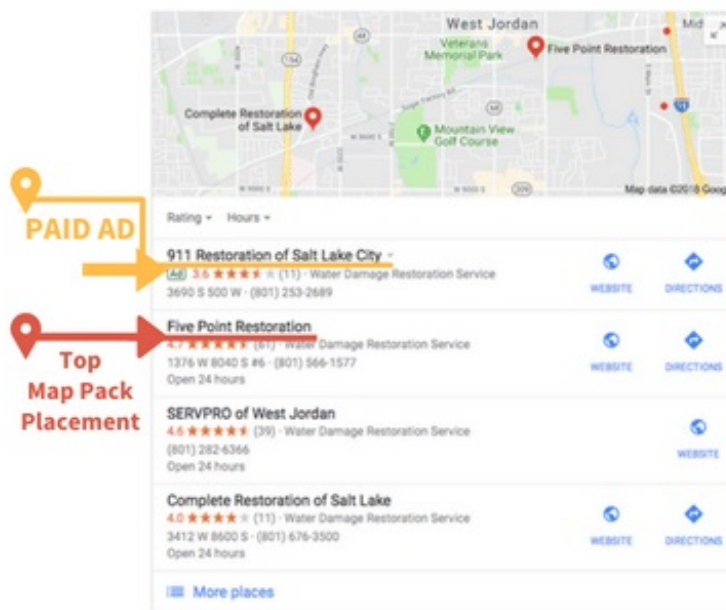 West Jordan
Mid
Veterans
Memorial Park
Five Point Restoration
Complete Restoration
of Salt Lake
Mountain View
Golf Course
Map data ©2018 Goog
Rating Hours
PAID AD
911 Restoration of Salt Lake City
Ad 3.6 (11) · Water Damage Restoration Service
3690 S 500 W · (801) 253-2689
WEBSITE DIRECTIONS
Five Point Restoration
4.7 (61) · Water Damage Restoration Service
1376 W 8040 S #6 · (801) 566-1577
Open 24 hours
WEBSITE DIRECTIONS
Top
Map Pack
Placement
SERVPRO of West Jordan
4.6 (39) · Water Damage Restoration Service
(801) 282-6366
Open 24 hours
WEBSITE
Complete Restoration of Salt Lake
4.0 (11) · Water Damage Restoration Service
3412 W 8600 S · (801) 676-3500
Open 24 hours
WEBSITE DIRECTIONS
More places